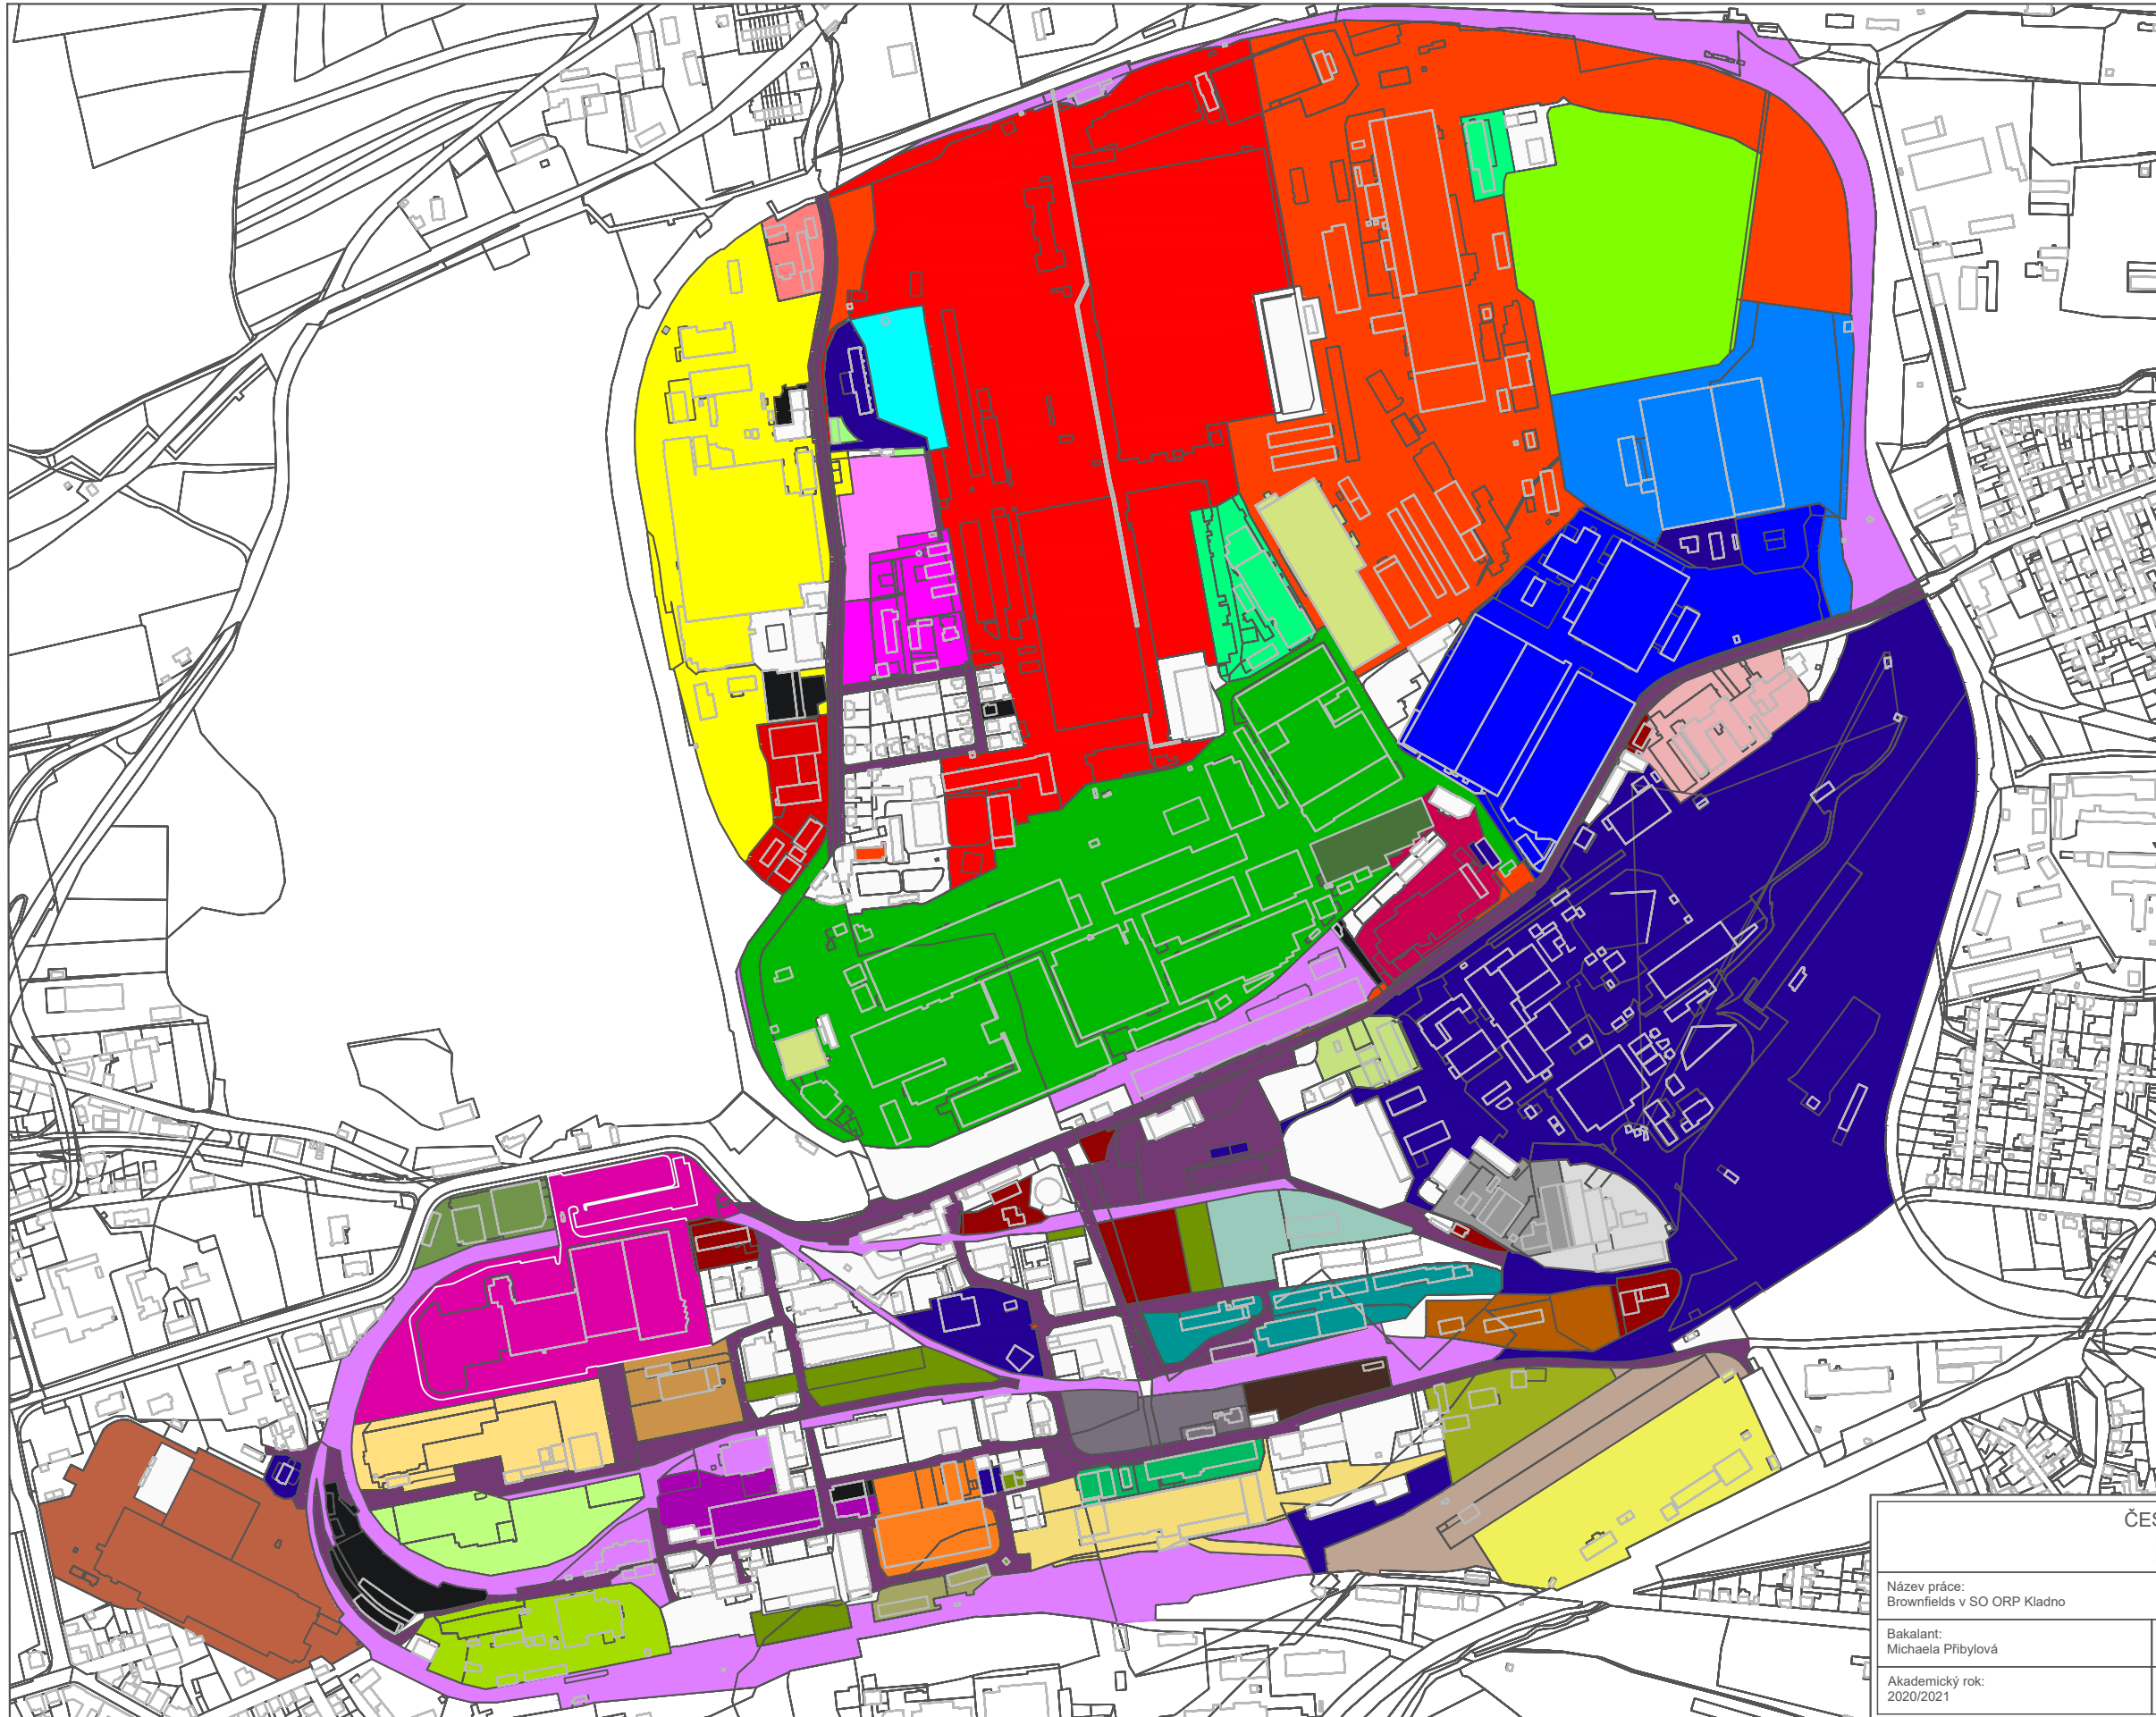 ČES
Název práce:
Brownfields v SO ORP Kladno
Bakalant:
Michaela Přibylová
Akademický rok:
2020/2021